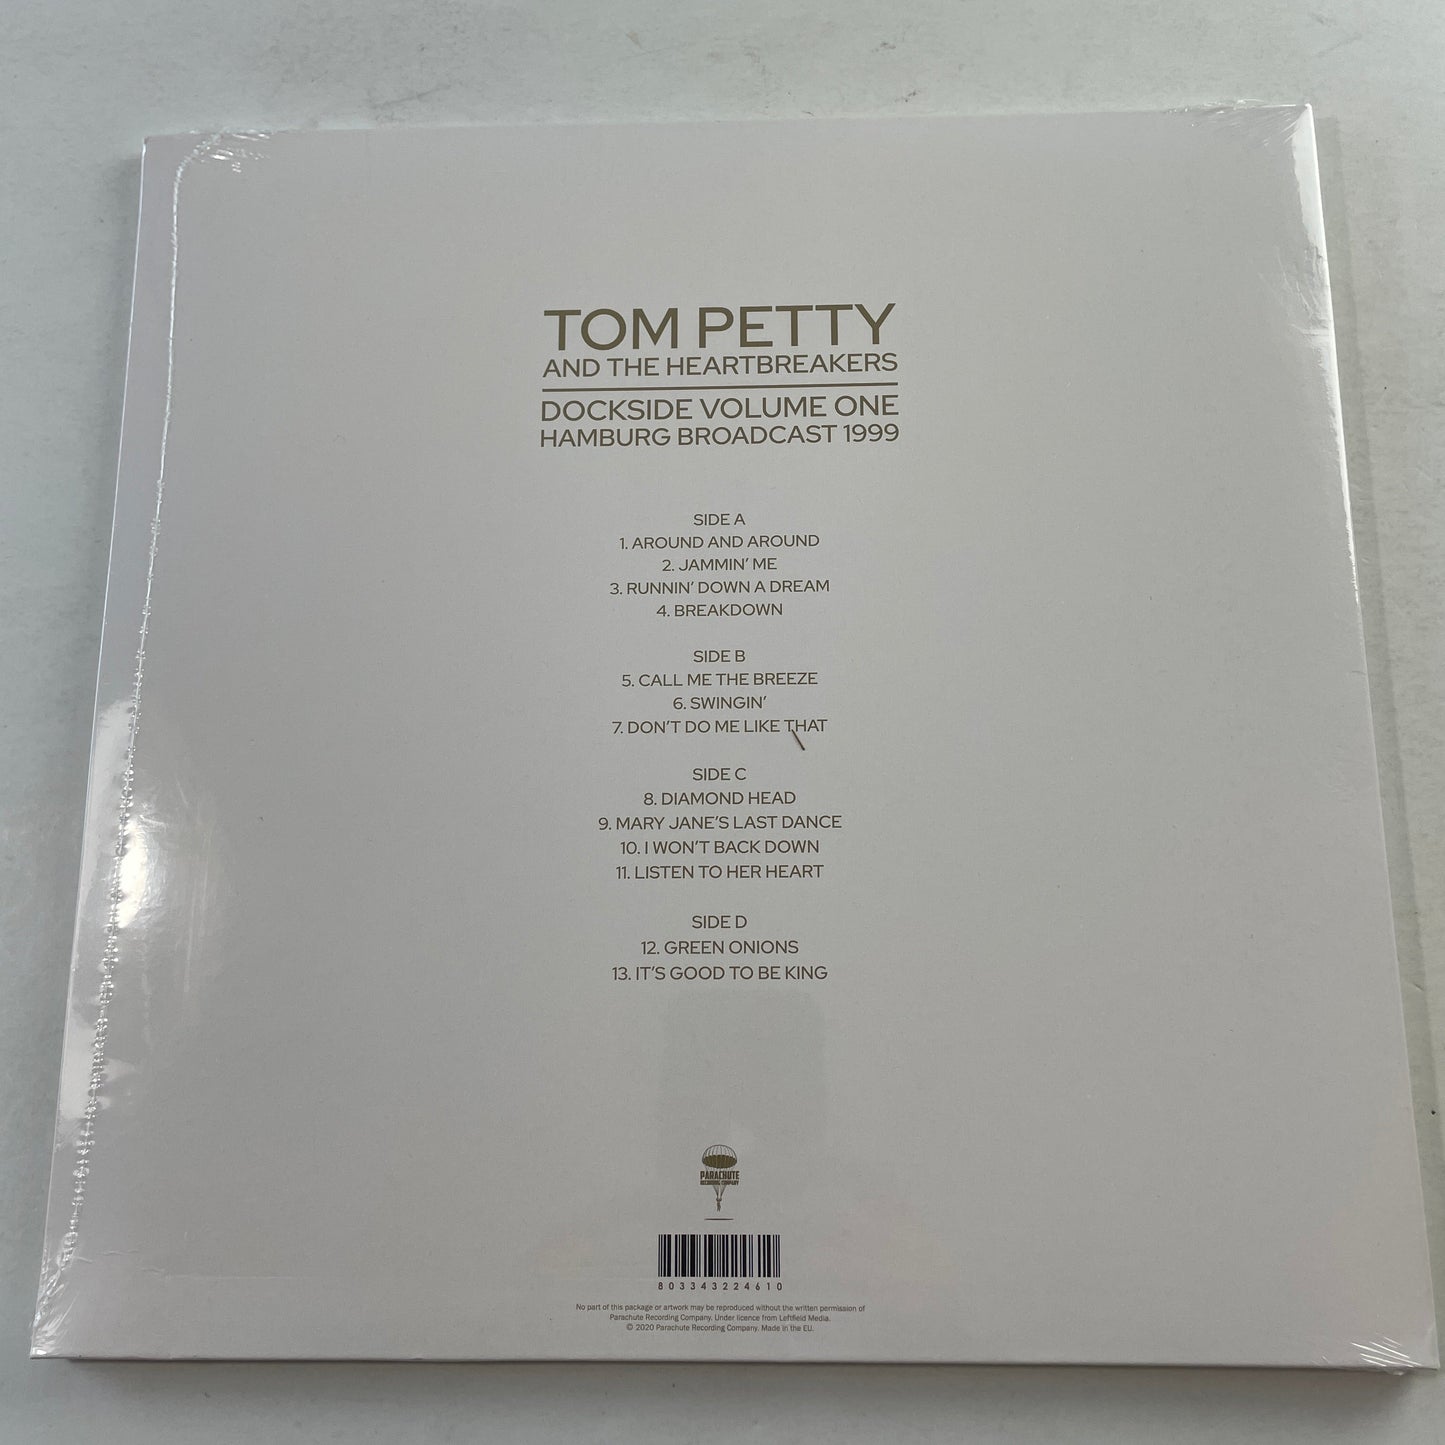 TOM PETTY
AND THE HEARTBREAKERS
DOCKSIDE VOLUME ONE
HAMBURG BROADCAST 1999
SIDE A
1. AROUND AND AROUND
2. JAMMIN' ME
3. RUNNIN' DOWN A DREAM
4. BREAKDOWN
SIDE B
5. CALL ME THE BREEZE
6. SWINGIN'
7. DON'T DO ME LIKE THAT
SIDE C
8. DIAMOND HEAD
9. MARY JANE'S LAST DANCE
10. I WON'T BACK DOWN
11. LISTEN TO HER HEART
SIDE D
12. GREEN ONIONS
13. IT'S GOOD TO BE KING
PARACHUTE
RECORDING COMPANY
803343224610
No part of this package or artwork may be reproduced without the written permission of
Parachute Recording Company. Under licence from Leftfield Media.
© 2020 Parachute Recording Company. Made in the EU.